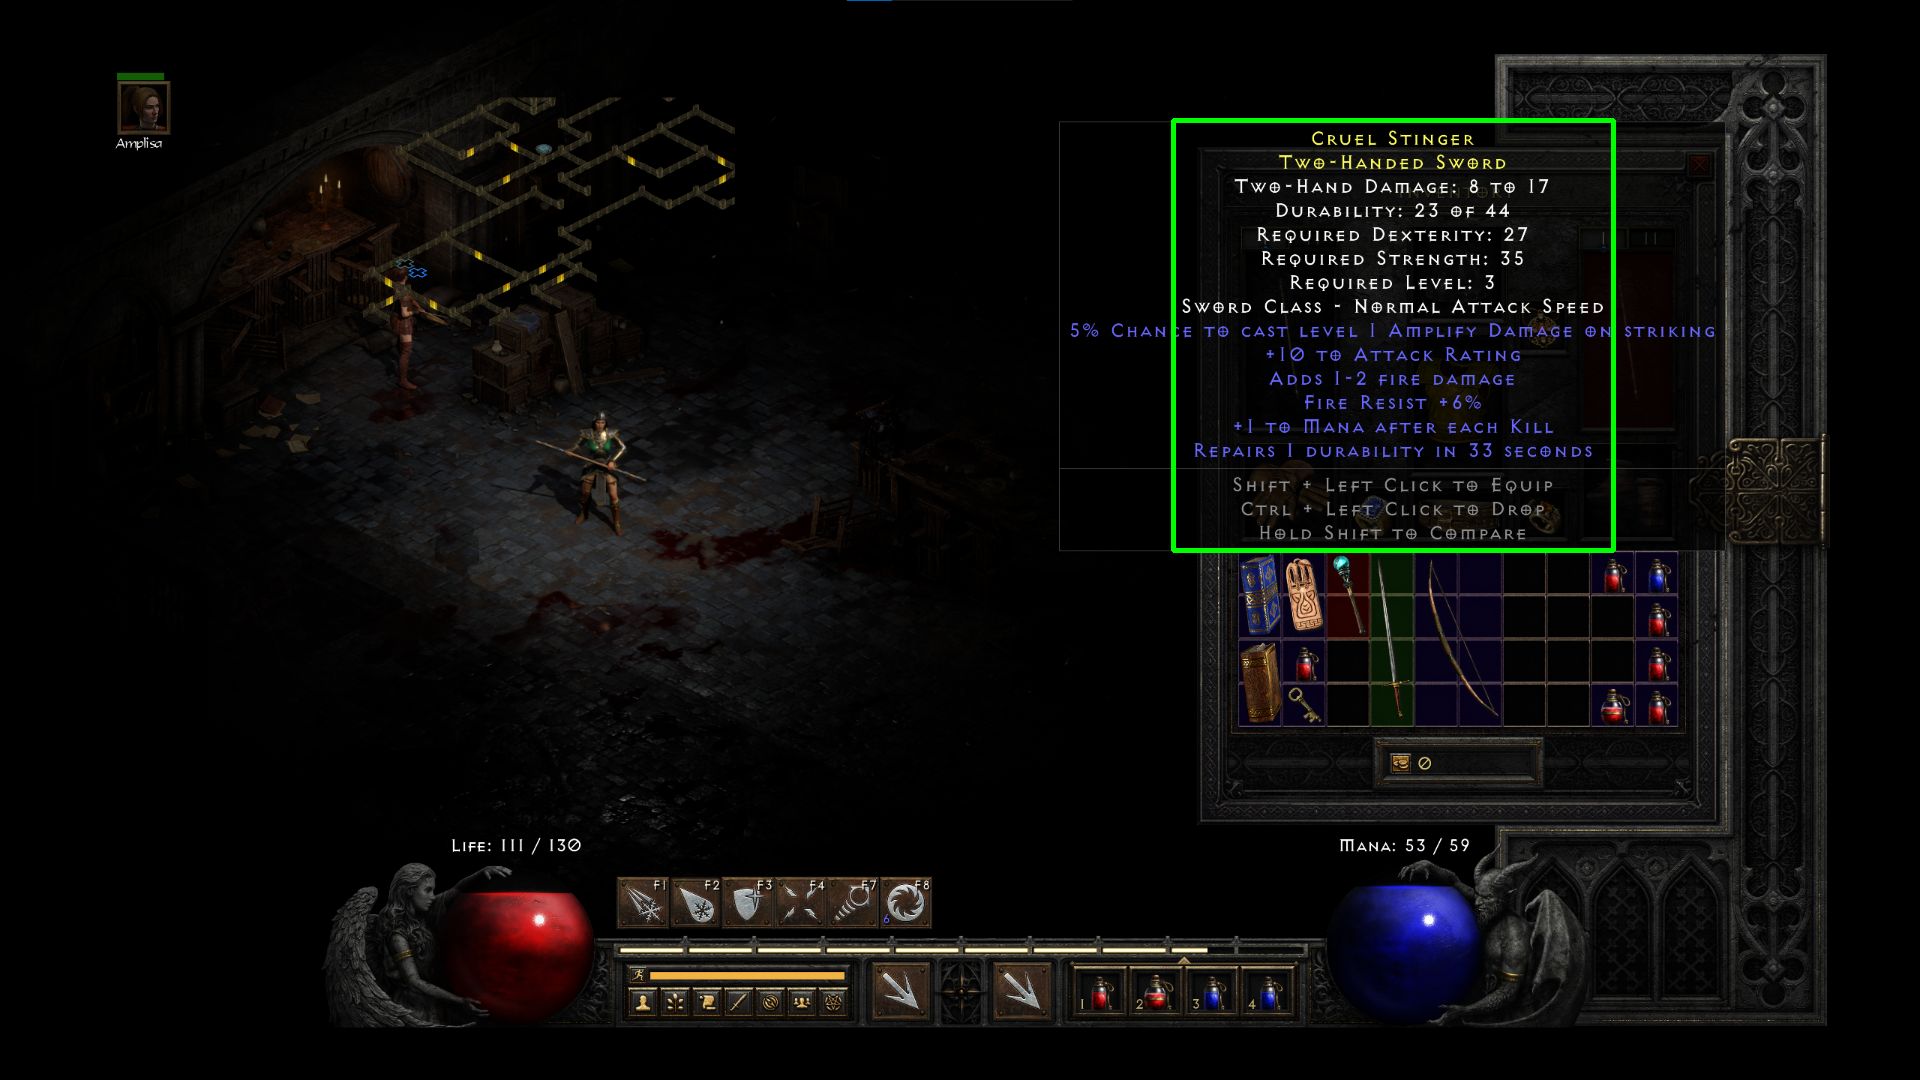 Amplisa
Cruel Stinger
Two-Handed Sword
Two-Hand Damage: 8 to 17
Durability: 23 of 44
Required Dexterity: 27
Required Strength: 35
Required Level: 3
Sword Class - Normal Attack Speed
5% Chance to cast level 1 Amplify Damage on striking
+10 to Attack Rating
Adds 1-2 fire damage
Fire Resist +6%
+1 to Mana after each Kill
Repairs 1 durability in 33 seconds
Shift + Left Click to Equip
Ctrl + Left Click to Drop
Hold Shift to Compare
0
Life: 111 / 130
Mana: 53 / 59
F1 F2 F3 F4 F7 F8
6
1 2 3 4